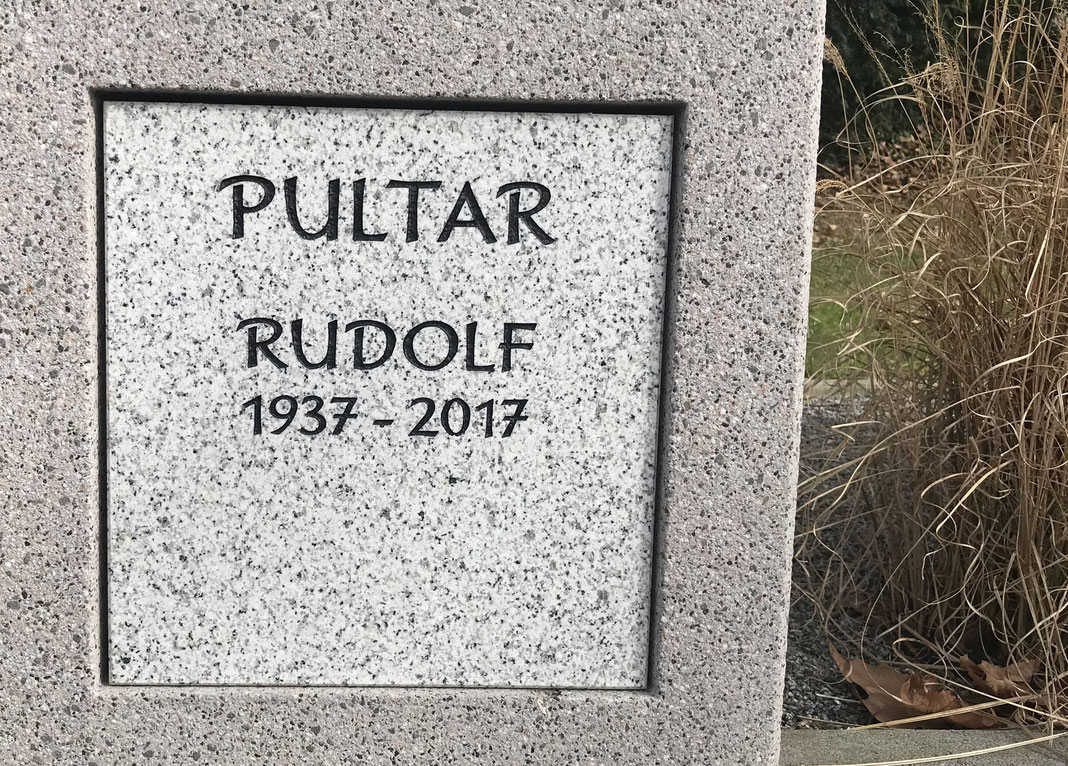 PULTAR
RUDOLF
1937 - 2017